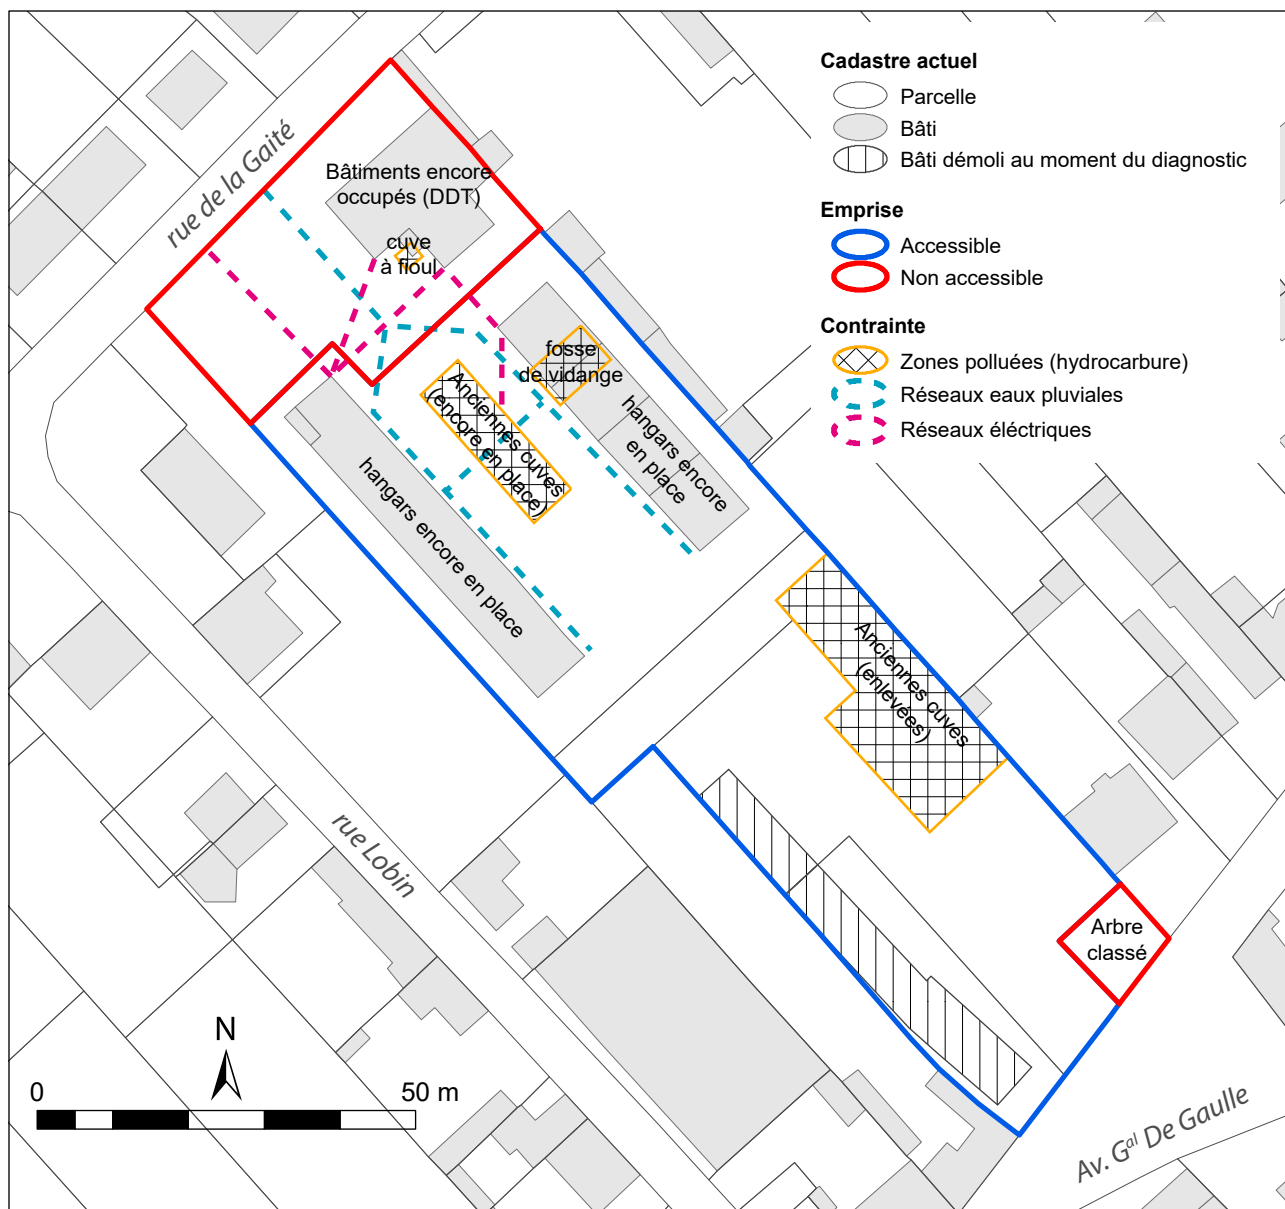 Cadastre actuel
Parcelle
Bâti
Bâti démoli au moment du diagnostic
Emprise
Accessible
Non accessible
Contrainte
Zones polluées (hydrocarbure)
Réseaux eaux pluviales
Réseaux éléctriques
rue de la Gaité
Bâtiments encore
occupés (DDT)
cuve
à fioul
fosse
de vidange
hangars encore
en place
Anciennes cuves
(encore en place)
hangars encore en place
Anciennes cuves
(enlevées)
rue Lobin
Arbre
classé
N
0
50 m
Av. Gal De Gaulle